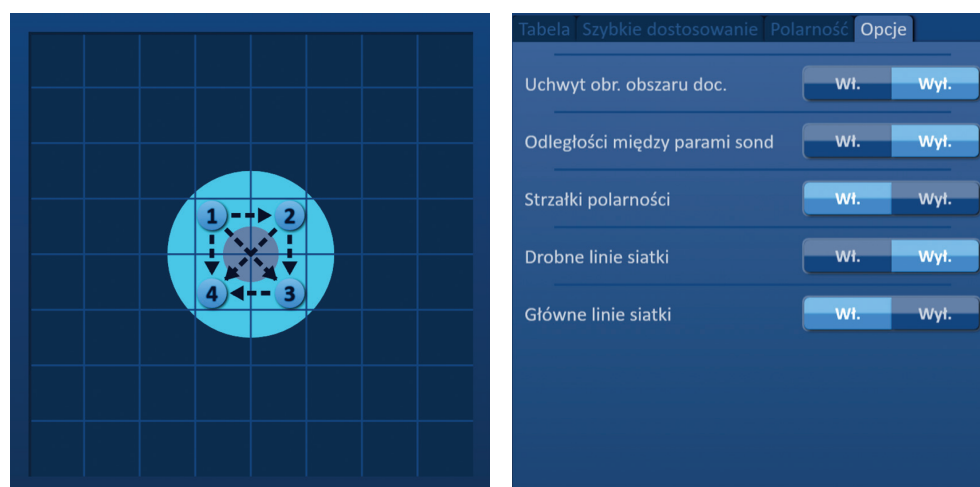 1 2
4 3
Tabela Szybkie dostosowanie Polarność Opcje
Uchwyt obr. obszaru doc. Wł. Wył.
Odległości między parami sond Wł. Wył.
Strzałki polarności Wł. Wył.
Drobne linie siatki Wł. Wył.
Główne linie siatki Wł. Wył.